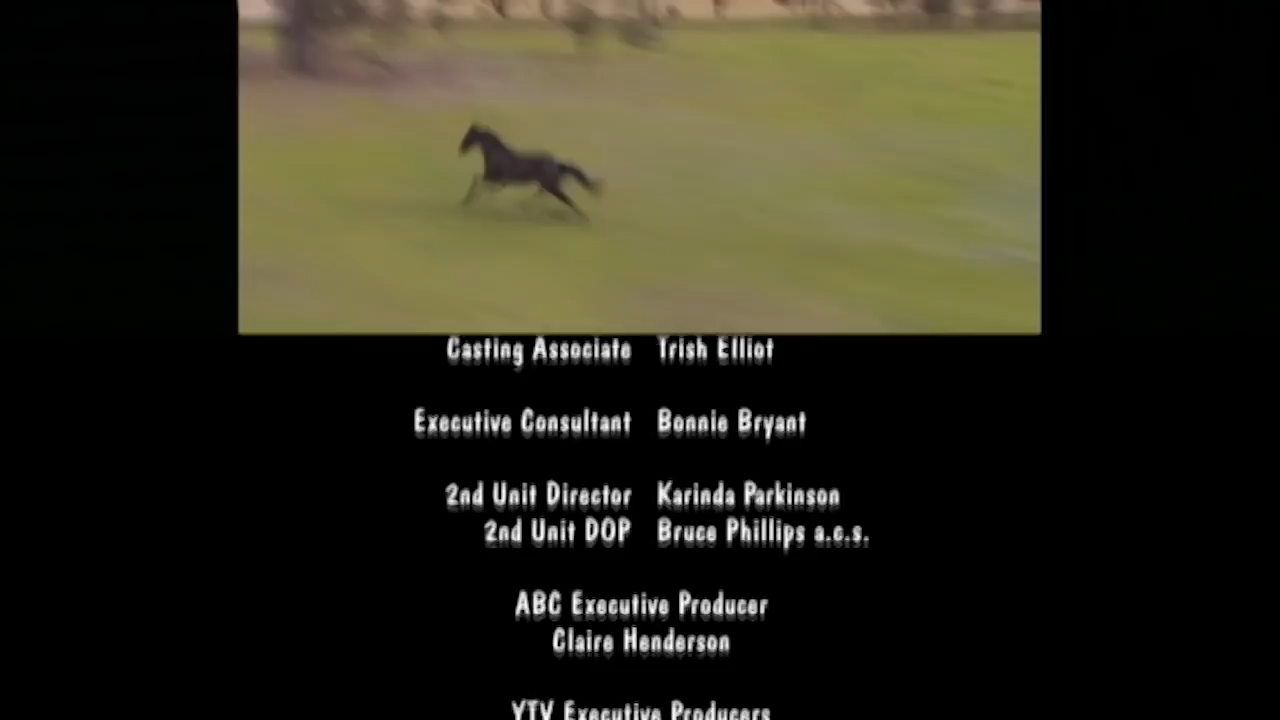 Casting Associate Trish Elliot
Executive Consultant Bonnie Bryant
2nd Unit Director Karinda Parkinson
2nd Unit DOP Bruce Phillips a.c.s.
ABC Executive Producer
Claire Henderson
YTV Executive Producers